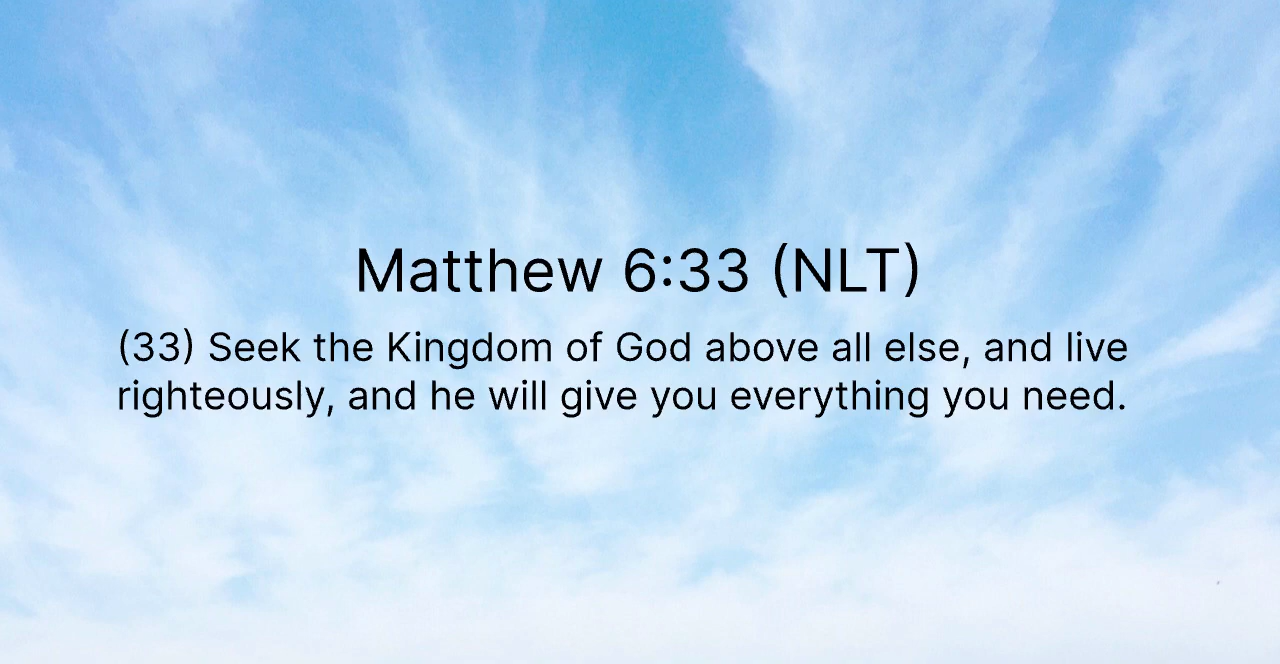 Matthew 6:33 (NLT)
(33) Seek the Kingdom of God above all else, and live
righteously, and he will give you everything you need.